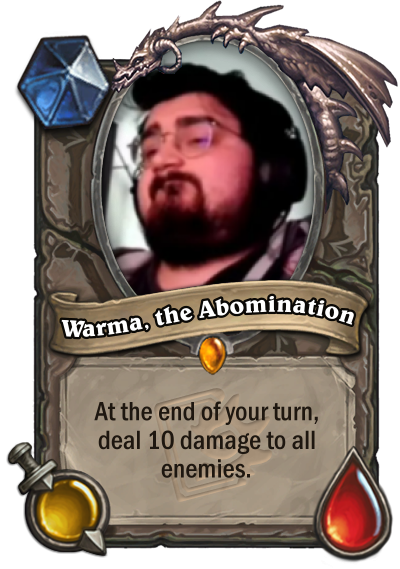 Warma, the Abomination
At the end of your turn,
deal 10 damage to all
enemies.